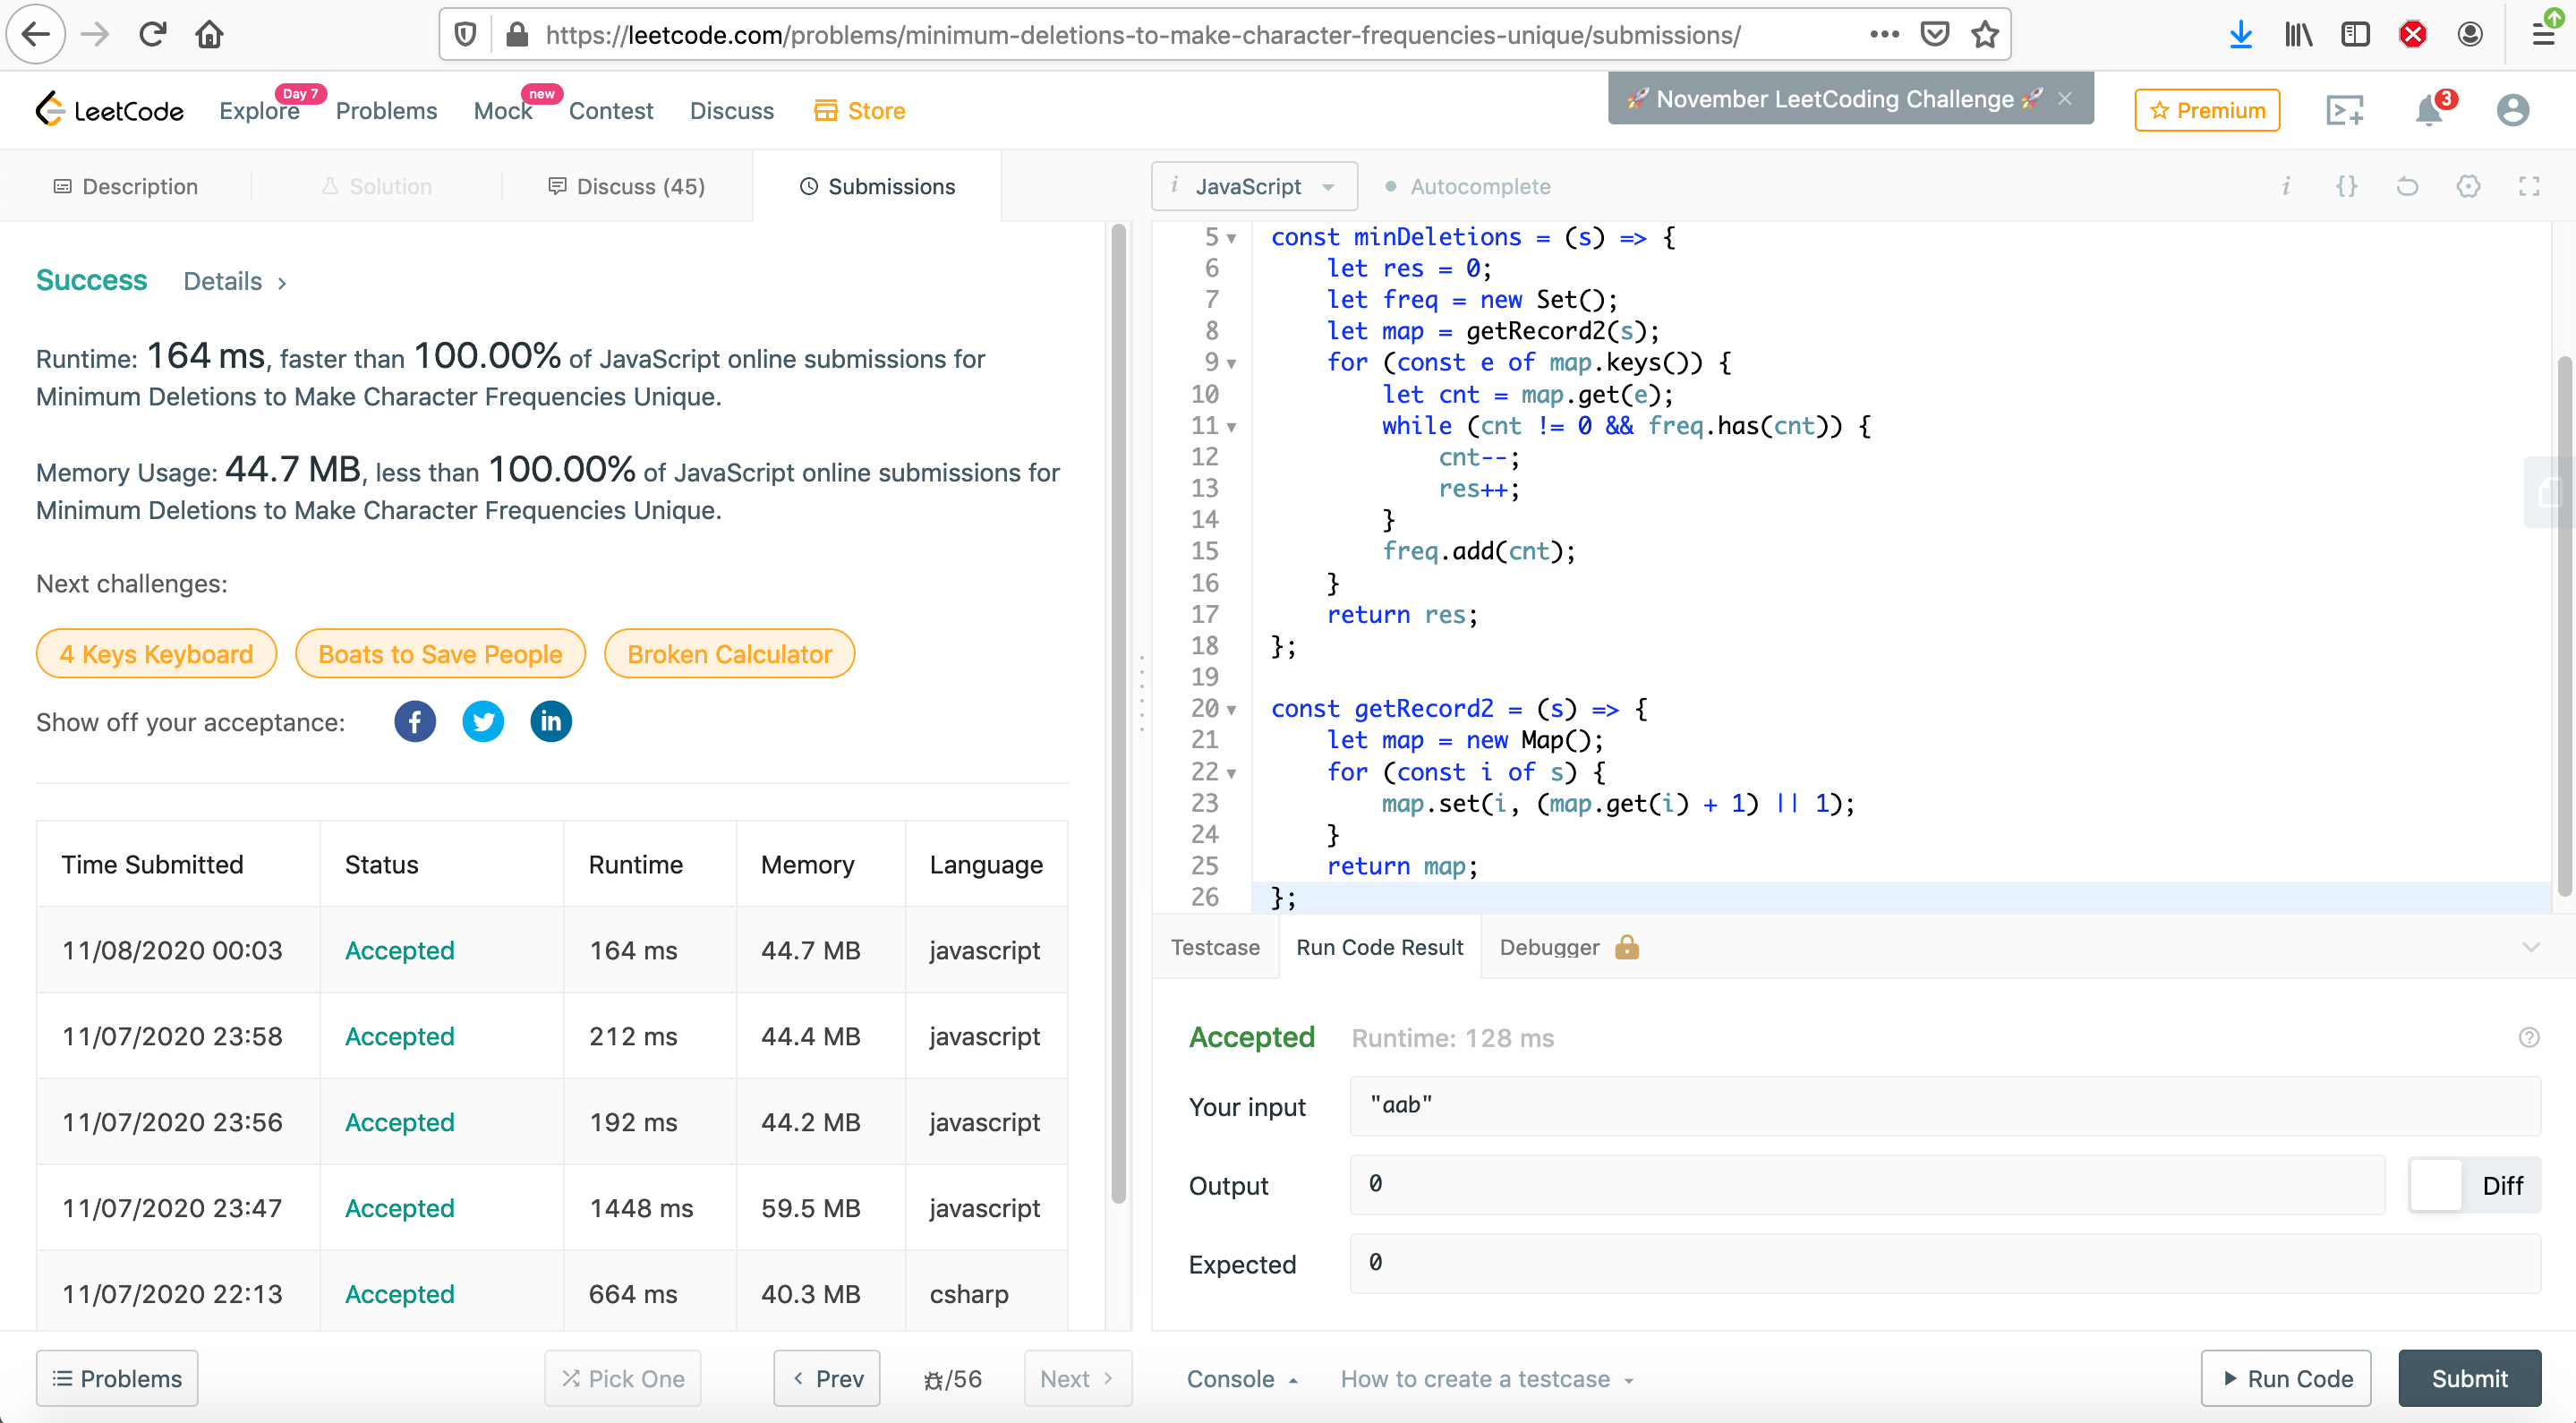 https://leetcode.com/problems/minimum-deletions-to-make-character-frequencies-unique/submissions/
LeetCode
Explore
Day 7
Problems
Mock
new
Contest
Discuss
Store
🚀 November LeetCoding Challenge 🚀
Premium
3
Description
Solution
Discuss (45)
Submissions
Success
Details
Runtime: 164 ms, faster than 100.00% of JavaScript online submissions for
Minimum Deletions to Make Character Frequencies Unique.
Memory Usage: 44.7 MB, less than 100.00% of JavaScript online submissions for
Minimum Deletions to Make Character Frequencies Unique.
Next challenges:
4 Keys Keyboard
Boats to Save People
Broken Calculator
Show off your acceptance:
Time Submitted Status Runtime Memory Language
11/08/2020 00:03 Accepted 164 ms 44.7 MB javascript
11/07/2020 23:58 Accepted 212 ms 44.4 MB javascript
11/07/2020 23:56 Accepted 192 ms 44.2 MB javascript
11/07/2020 23:47 Accepted 1448 ms 59.5 MB javascript
11/07/2020 22:13 Accepted 664 ms 40.3 MB csharp
Problems
Pick One
Prev
/56
Next
i JavaScript
Autocomplete
i {}
5 const minDeletions = (s) => {
6 let res = 0;
7 let freq = new Set();
8 let map = getRecord2(s);
9 for (const e of map.keys()) {
10 let cnt = map.get(e);
11 while (cnt != 0 && freq.has(cnt)) {
12 cnt--;
13 res++;
14 }
15 freq.add(cnt);
16 }
17 return res;
18 };
19
20 const getRecord2 = (s) => {
21 let map = new Map();
22 for (const i of s) {
23 map.set(i, (map.get(i) + 1) || 1);
24 }
25 return map;
26 };
Testcase
Run Code Result
Debugger
Accepted
Runtime: 128 ms
Your input
"aab"
Output
0
Diff
Expected
0
Console
How to create a testcase
Run Code
Submit